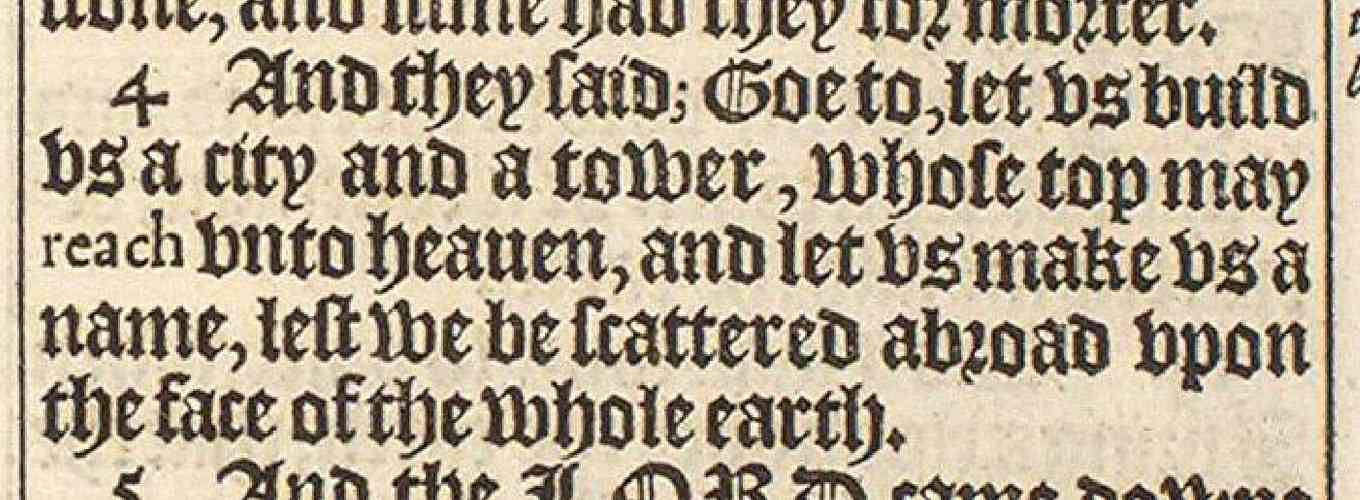 stone, and slime had they for morter.
4 And they said; Goe to, let vs build
vs a city and a tower, whose top may
reach vnto heauen, and let vs make vs a
name, lest we be scattered abroad vpon
the face of the whole earth.
5 And the LORD came downe